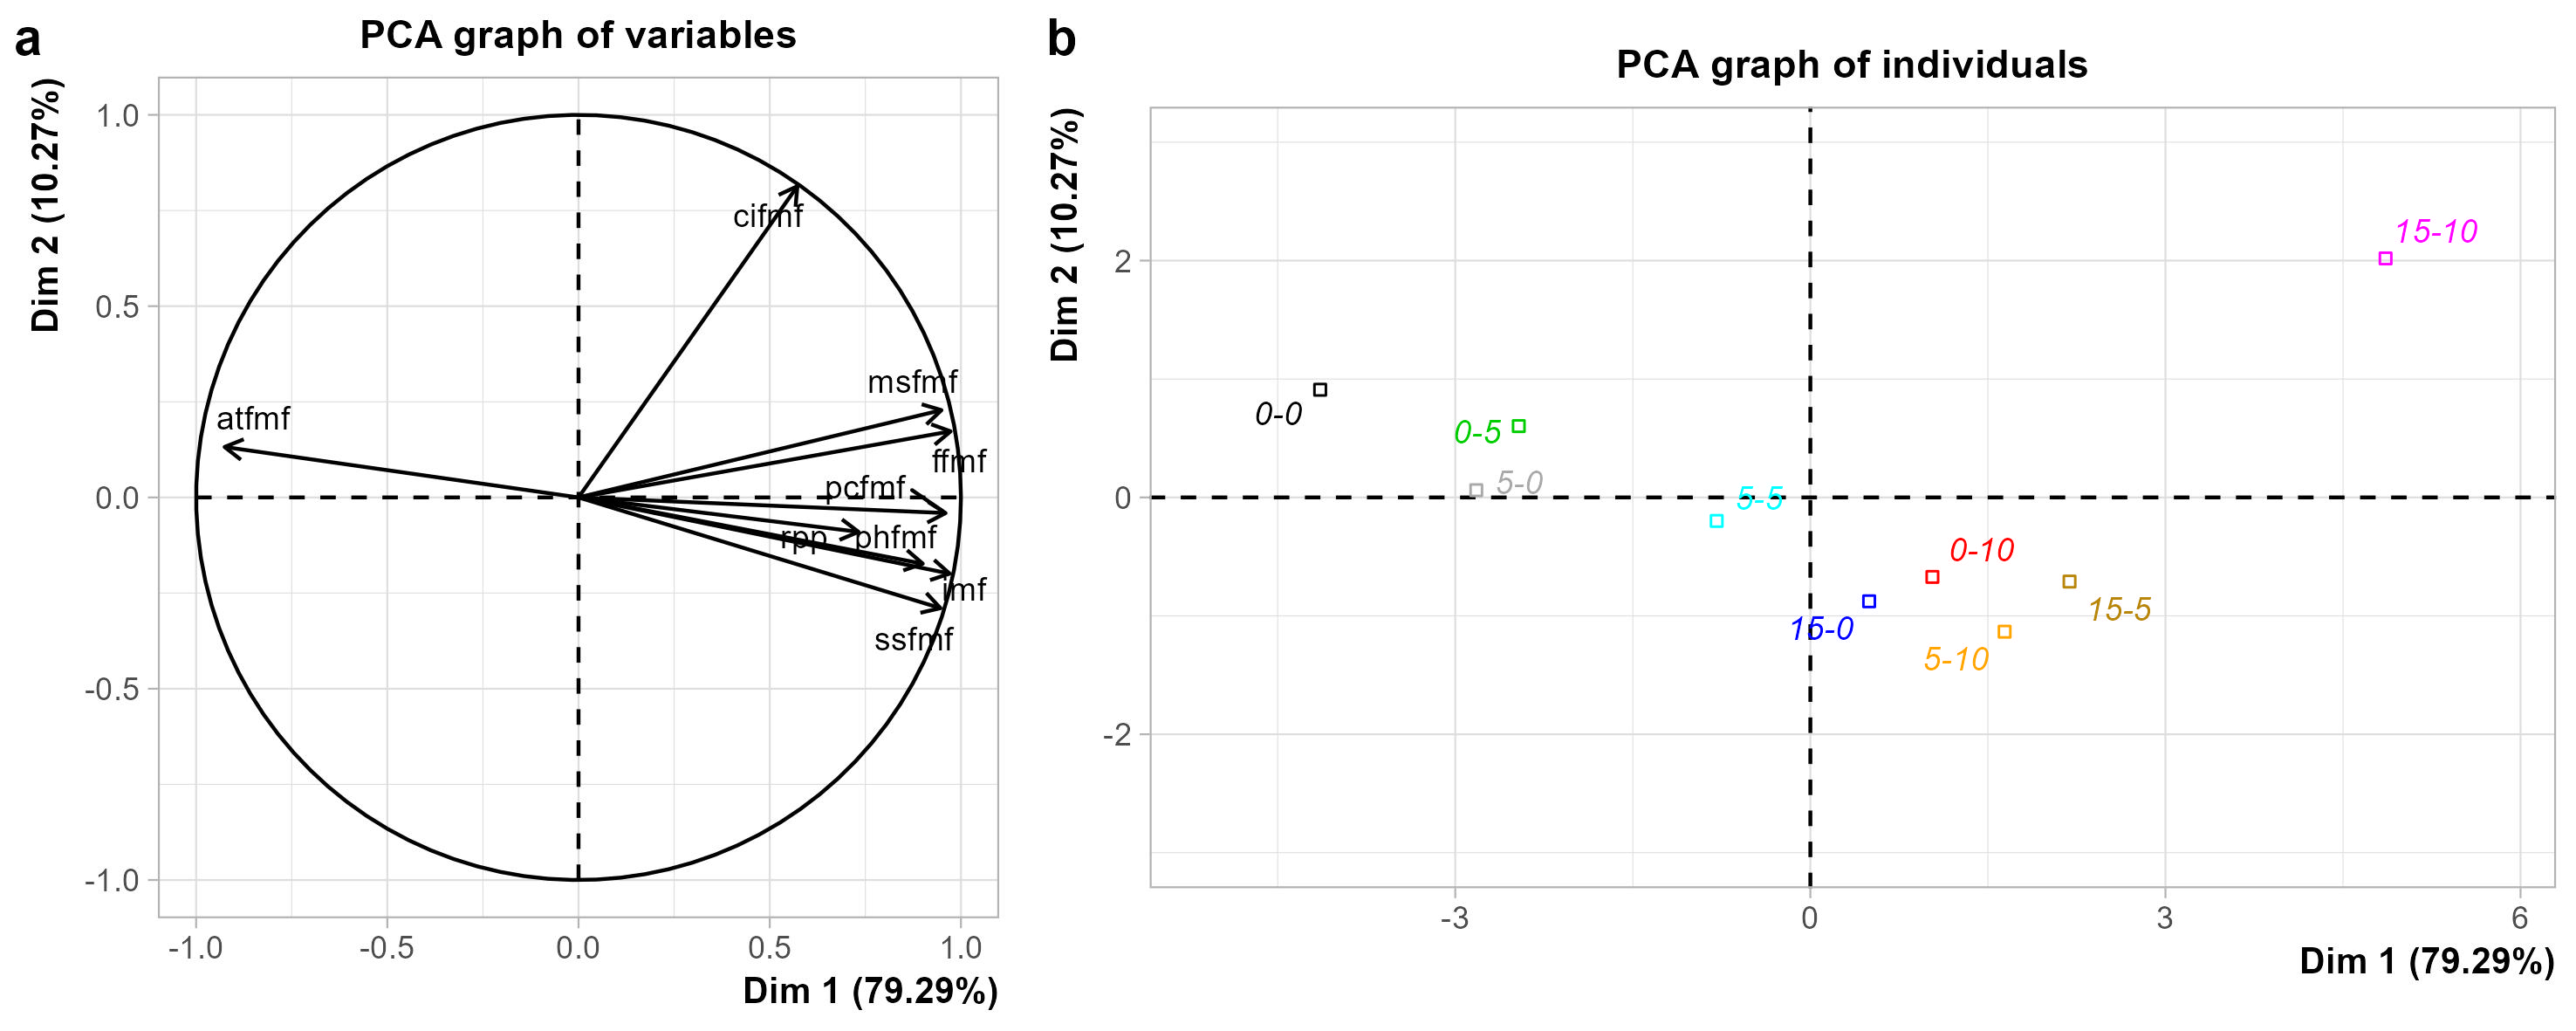 a
PCA graph of variables
Dim 2 (10.27%)
1.0
0.5
0.0
-0.5
-1.0
cifmf
msfmf
atfmf
ffmf
pcfmf
rpp
phfmf
imf
ssfmf
-1.0
-0.5
0.0
0.5
1.0
Dim 1 (79.29%)
b
PCA graph of individuals
Dim 2 (10.27%)
2
0
-2
15-10
0-0
0-5
5-0
5-5
0-10
15-5
15-0
5-10
-3
0
3
6
Dim 1 (79.29%)